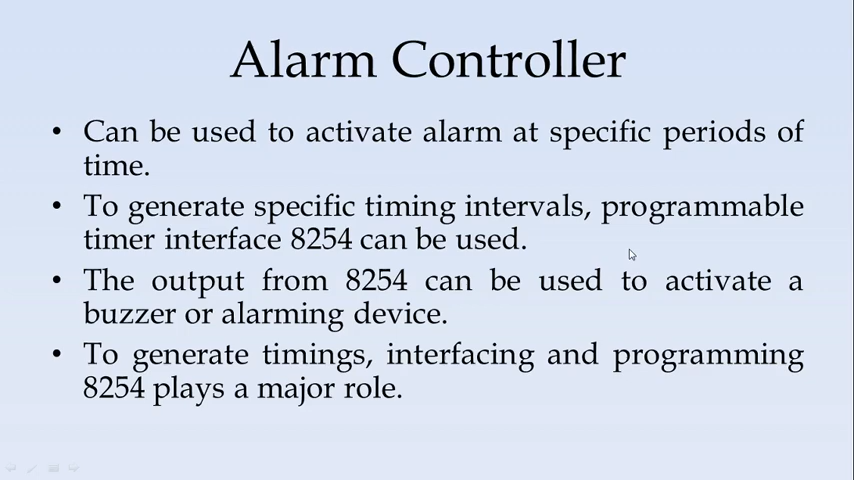 Alarm Controller
• Can be used to activate alarm at specific periods of
time.
• To generate specific timing intervals, programmable
timer interface 8254 can be used.
• The output from 8254 can be used to activate a
buzzer or alarming device.
• To generate timings, interfacing and programming
8254 plays a major role.